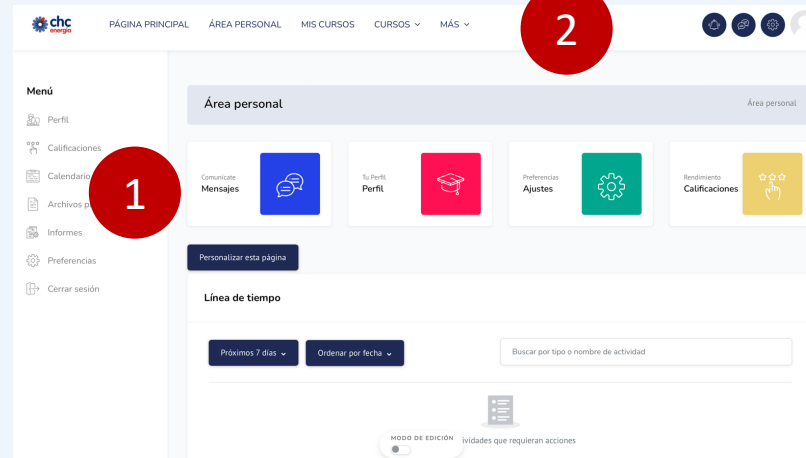 chc
energía
PÁGINA PRINCIPAL ÁREA PERSONAL MIS CURSOS CURSOS MÁS
2
Menú
Perfil
Calificaciones
Calendario
1
Archivos
Informes
Preferencias
Cerrar sesión
Área personal
Área personal
Comunícate
Mensajes
Tu Perfil
Perfil
Preferencias
Ajustes
Rendimiento
Calificaciones
Personalizar esta página
Línea de tiempo
Próximos 7 días
Ordenar por fecha
Buscar por tipo o nombre de actividad
MODO DE EDICIÓN
que requieran acciones